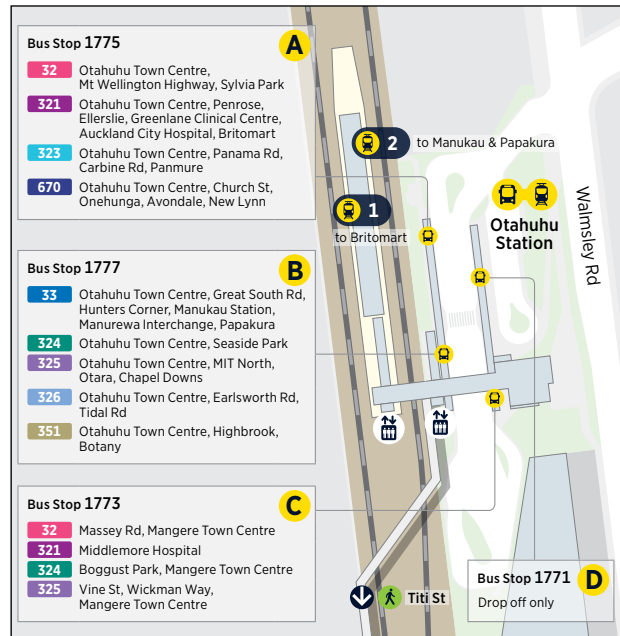 Bus Stop 1775
A
32 Otahuhu Town Centre,
Mt Wellington Highway, Sylvia Park
321 Otahuhu Town Centre, Penrose,
Ellerslie, Greenlane Clinical Centre,
Auckland City Hospital, Britomart
323 Otahuhu Town Centre, Panama Rd,
Carbine Rd, Panmure
670 Otahuhu Town Centre, Church St,
Onehunga, Avondale, New Lynn
2 to Manukau & Papakura
1
to Britomart
Otahuhu
Station
Walmsley Rd
Bus Stop 1777
B
33 Otahuhu Town Centre, Great South Rd,
Hunters Corner, Manukau Station,
Manurewa Interchange, Papakura
324 Otahuhu Town Centre, Seaside Park
325 Otahuhu Town Centre, MIT North,
Otara, Chapel Downs
326 Otahuhu Town Centre, Earlsworth Rd,
Tidal Rd
351 Otahuhu Town Centre, Highbrook,
Botany
Bus Stop 1773
C
32 Massey Rd, Mangere Town Centre
321 Middlemore Hospital
324 Boggust Park, Mangere Town Centre
325 Vine St, Wickman Way,
Mangere Town Centre
Titi St
Bus Stop 1771
D
Drop off only